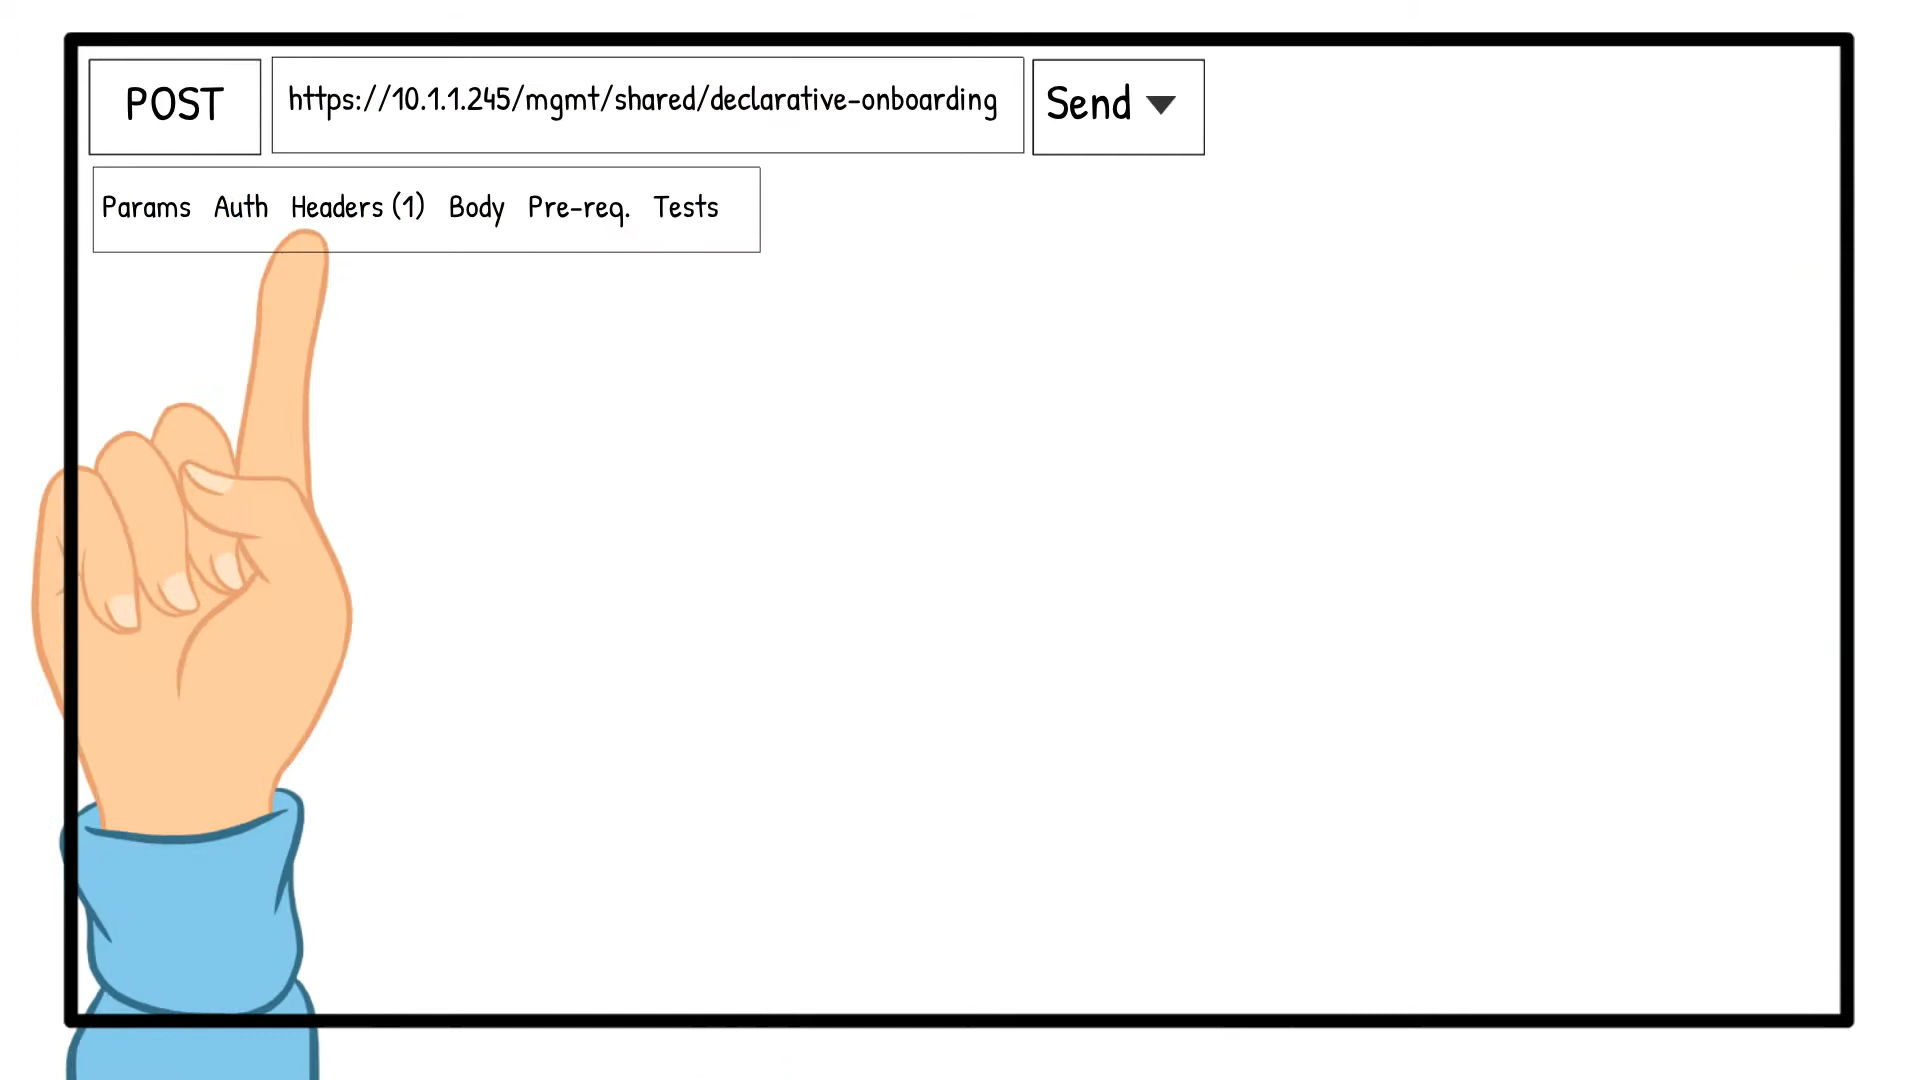 POST https://10.1.1.245/mgmt/shared/declarative-onboarding Send
Params Auth Headers (1) Body Pre-req. Tests